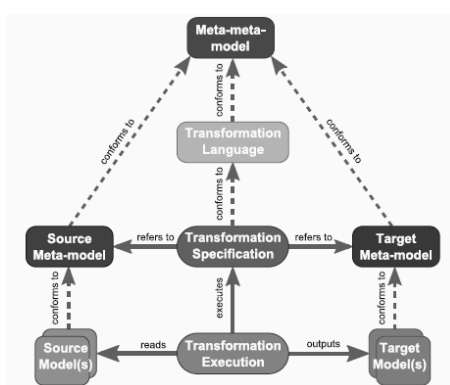 Meta-meta-
model
conforms to
conforms to
conforms to
Transformation
Language
conforms to
Source
Meta-model
refers to
Transformation
Specification
refers to
Target
Meta-model
conforms to
executes
conforms to
Source
Model(s)
reads
Transformation
Execution
outputs
Target
Model(s)